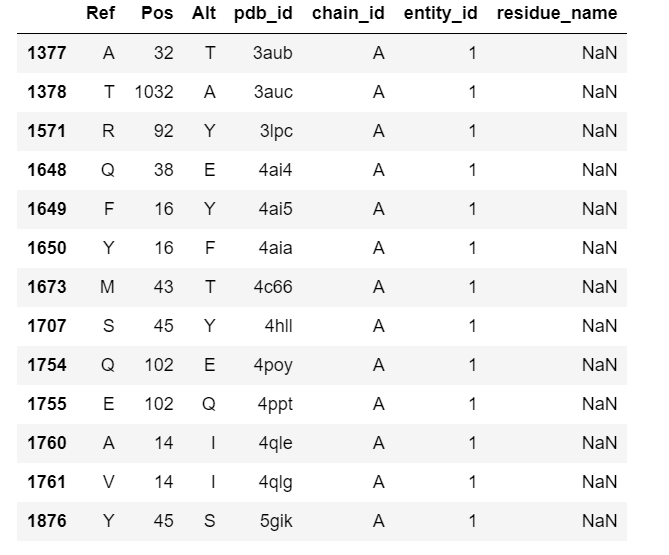 Ref Pos Alt pdb_id chain_id entity_id residue_name
1377 A 32 T 3aub A 1 NaN
1378 T 1032 A 3auc A 1 NaN
1571 R 92 Y 3lpc A 1 NaN
1648 Q 38 E 4ai4 A 1 NaN
1649 F 16 Y 4ai5 A 1 NaN
1650 Y 16 F 4aia A 1 NaN
1673 M 43 T 4c66 A 1 NaN
1707 S 45 Y 4hll A 1 NaN
1754 Q 102 E 4poy A 1 NaN
1755 E 102 Q 4ppt A 1 NaN
1760 A 14 I 4qle A 1 NaN
1761 V 14 I 4qlg A 1 NaN
1876 Y 45 S 5gik A 1 NaN